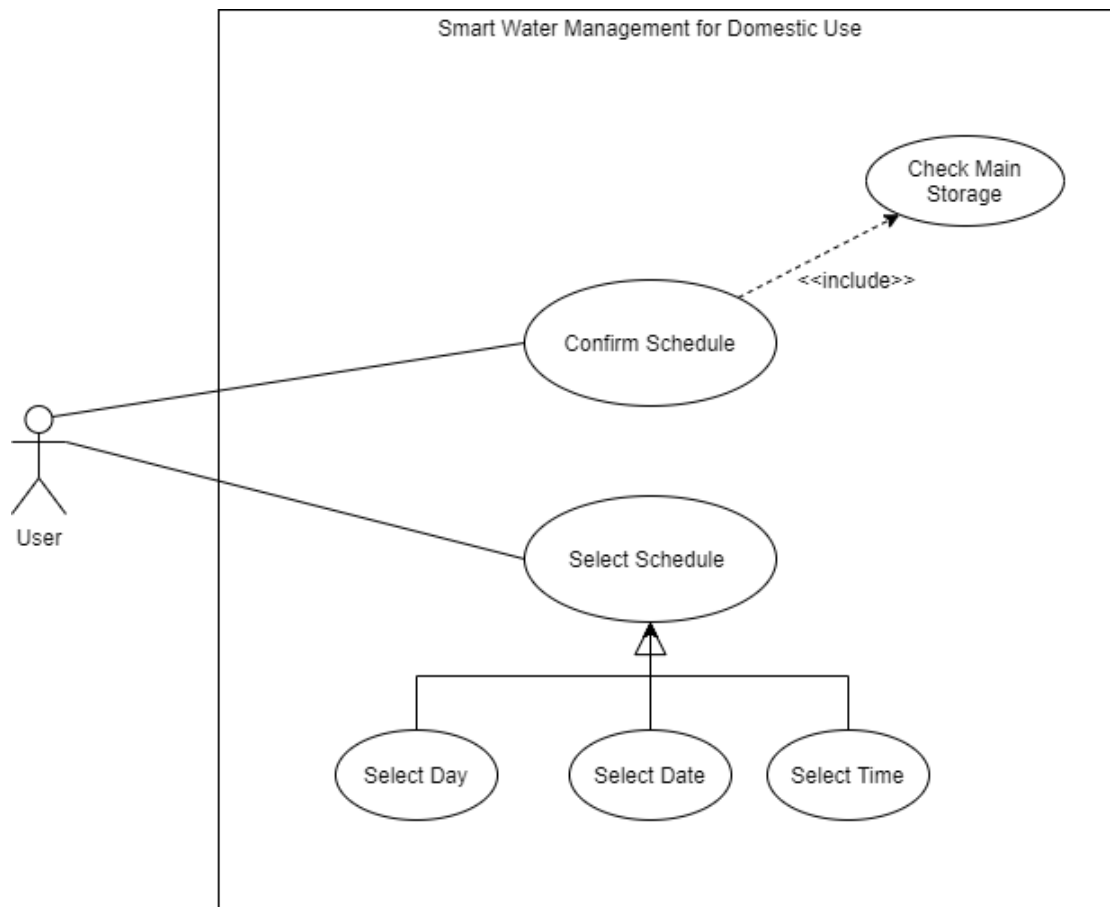 Smart Water Management for Domestic Use
Check Main
Storage
<<include>>
Confirm Schedule
User
Select Schedule
Select Day
Select Date
Select Time